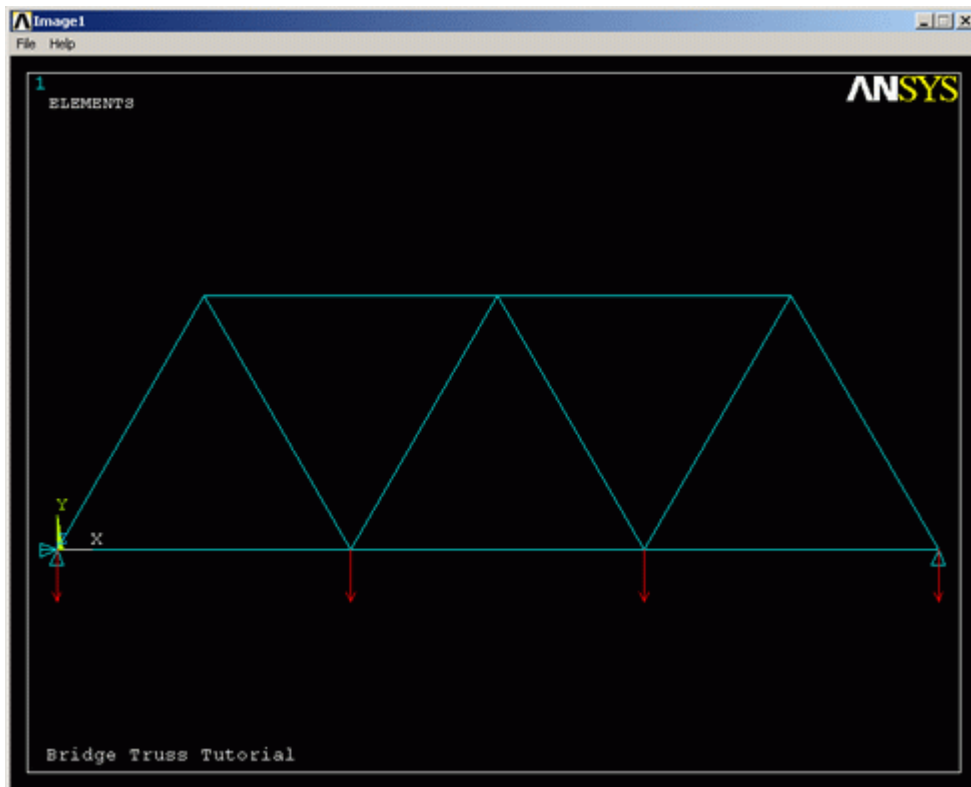 Image1
File Help
1
ELEMENTS
ANSYS
Y
X
Bridge Truss Tutorial